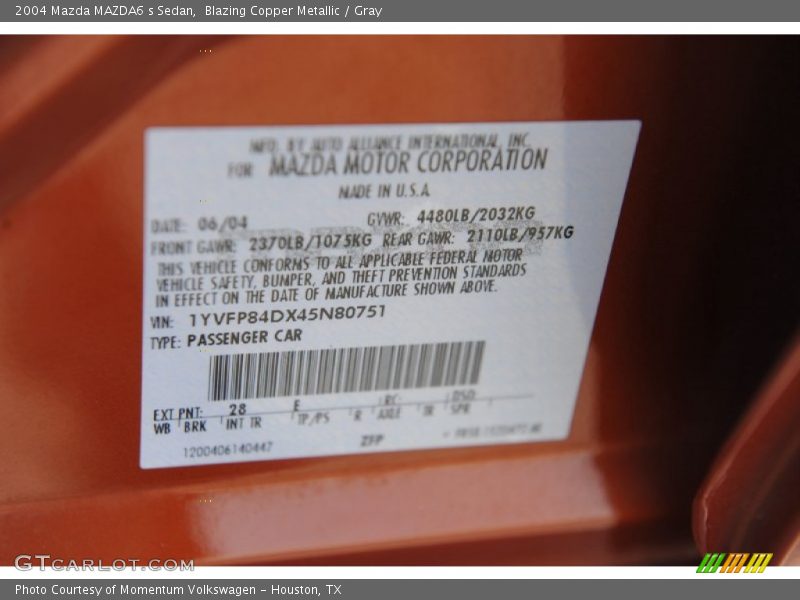 2004 Mazda MAZDA6 s Sedan,  Blazing Copper Metallic / Gray
MFD. BY AUTO ALLIANCE INTERNATIONAL, INC.
FOR MAZDA MOTOR CORPORATION
MADE IN U.S.A.
DATE: 06/04 GVWR: 4480LB/2032KG
FRONT GAWR: 2370LB/1075KG REAR GAWR: 2110LB/957KG
THIS VEHICLE CONFORMS TO ALL APPLICABLE FEDERAL MOTOR
VEHICLE SAFETY, BUMPER, AND THEFT PREVENTION STANDARDS
IN EFFECT ON THE DATE OF MANUFACTURE SHOWN ABOVE.
VIN: 1YVFP84DX45N80751
TYPE: PASSENGER CAR
EXT PNT: 28 E RC: DSO
WB BRK INT TR TP/PS R AXLE TR SPR
1200406140447 ZFP
GTcarlot.com
Photo Courtesy of Momentum Volkswagen - Houston, TX